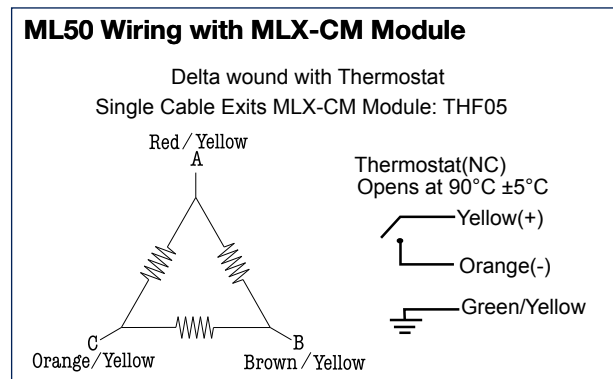 ML50 Wiring with MLX-CM Module
Delta wound with Thermostat
Single Cable Exits MLX-CM Module: THF05
Red/Yellow
A
C
Orange/Yellow
B
Brown/Yellow
Thermostat(NC)
Opens at 90°C ±5°C
Yellow(+)
Orange(-)
Green/Yellow